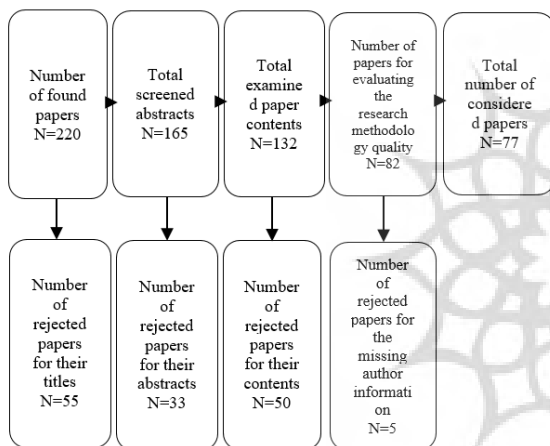 Number
of found
papers
N=220
Total
screened
abstracts
N=165
Total
examine
d paper
contents
N=132
Number of
papers for
evaluating
the
research
methodolo
gy quality
N=82
Total
number of
considere
d papers
N=77
Number
of
rejected
papers
for their
titles
N=55
Number
of
rejected
papers
for their
abstracts
N=33
Number
of
rejected
papers
for their
contents
N=50
Number
of
rejected
papers for
the
missing
author
informati
on
N=5